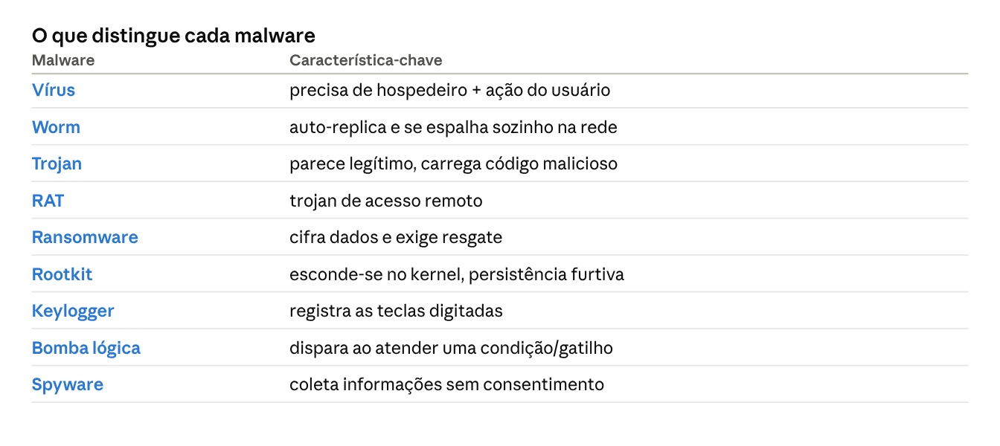 O que distingue cada malware
Malware Característica-chave
Vírus precisa de hospedeiro + ação do usuário
Worm auto-replica e se espalha sozinho na rede
Trojan parece legítimo, carrega código malicioso
RAT trojan de acesso remoto
Ransomware cifra dados e exige resgate
Rootkit esconde-se no kernel, persistência furtiva
Keylogger registra as teclas digitadas
Bomba lógica dispara ao atender uma condição/gatilho
Spyware coleta informações sem consentimento